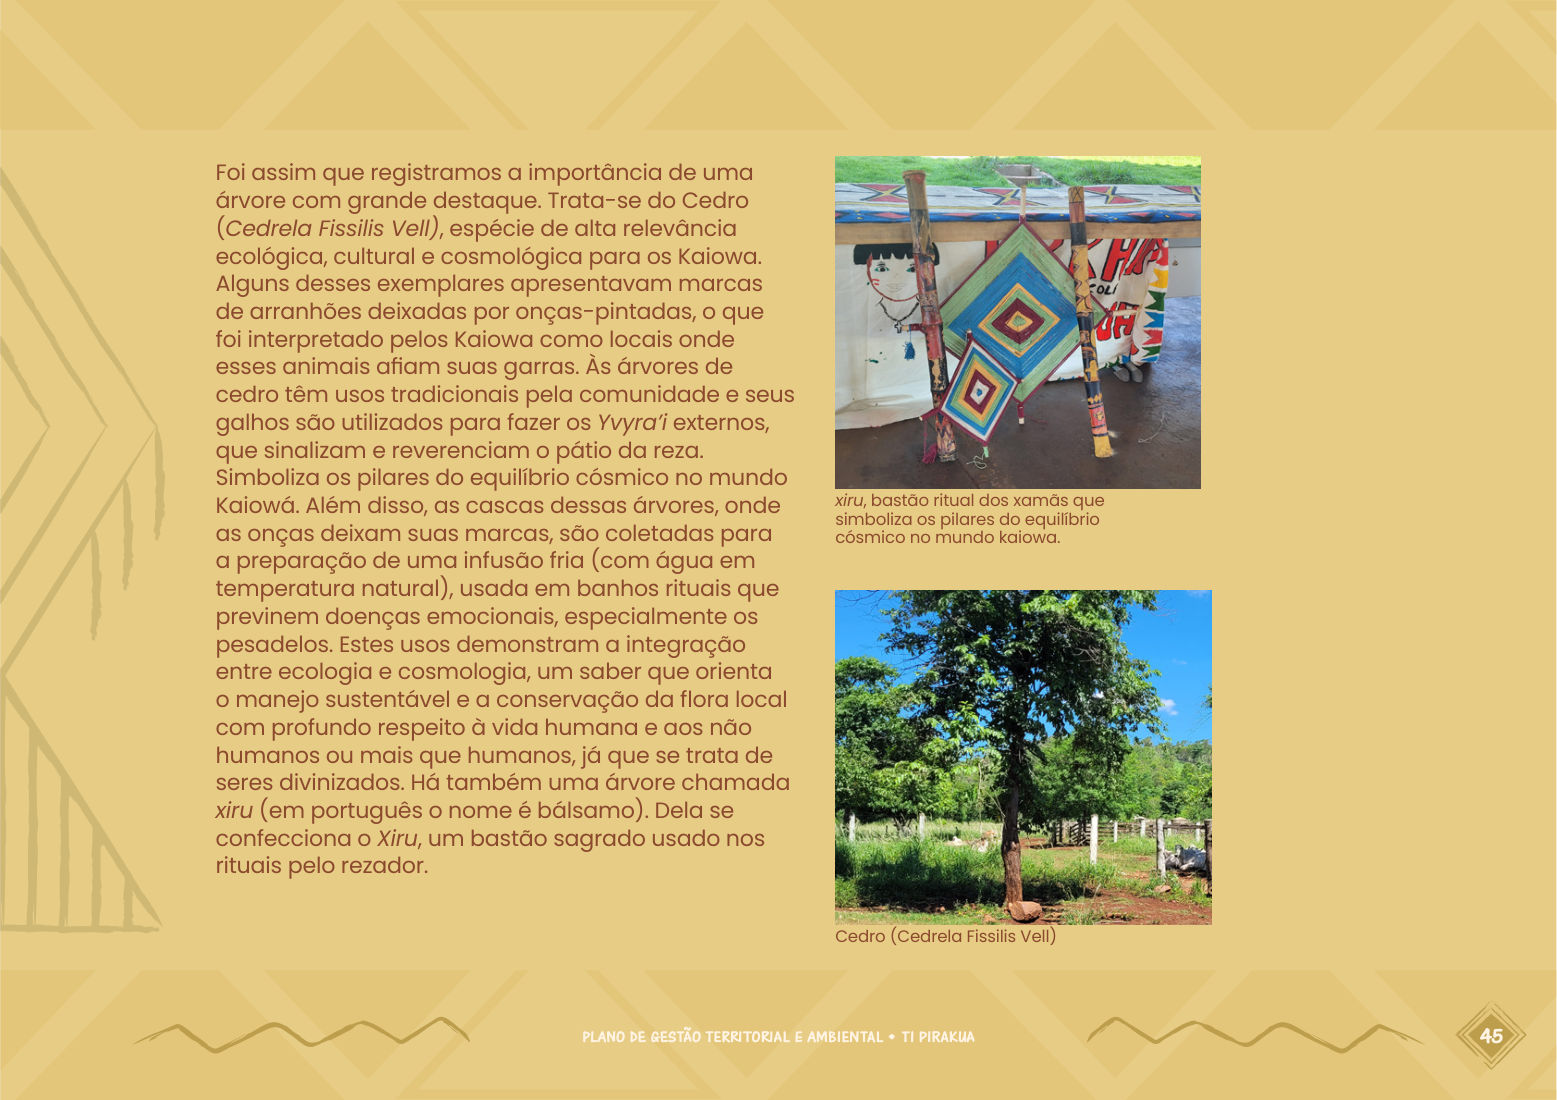 Foi assim que registramos a importância de uma
árvore com grande destaque. Trata-se do Cedro
(Cedrela Fissilis Vell), espécie de alta relevância
ecológica, cultural e cosmológica para os Kaiowa.
Alguns desses exemplares apresentavam marcas
de arranhões deixadas por onças-pintadas, o que
foi interpretado pelos Kaiowa como locais onde
esses animais afiam suas garras. Às árvores de
cedro têm usos tradicionais pela comunidade e seus
galhos são utilizados para fazer os Yvyra’i externos,
que sinalizam e reverenciam o pátio da reza.
Simboliza os pilares do equilíbrio cósmico no mundo
Kaiowá. Além disso, as cascas dessas árvores, onde
as onças deixam suas marcas, são coletadas para
a preparação de uma infusão fria (com água em
temperatura natural), usada em banhos rituais que
previnem doenças emocionais, especialmente os
pesadelos. Estes usos demonstram a integração
entre ecologia e cosmologia, um saber que orienta
o manejo sustentável e a conservação da flora local
com profundo respeito à vida humana e aos não
humanos ou mais que humanos, já que se trata de
seres divinizados. Há também uma árvore chamada
xiru (em português o nome é bálsamo). Dela se
confecciona o Xiru, um bastão sagrado usado nos
rituais pelo rezador.
xiru, bastão ritual dos xamãs que
simboliza os pilares do equilíbrio
cósmico no mundo kaiowa.
Cedro (Cedrela Fissilis Vell)
PLANO DE GESTÃO TERRITORIAL E AMBIENTAL • TI PIRAKUA
45